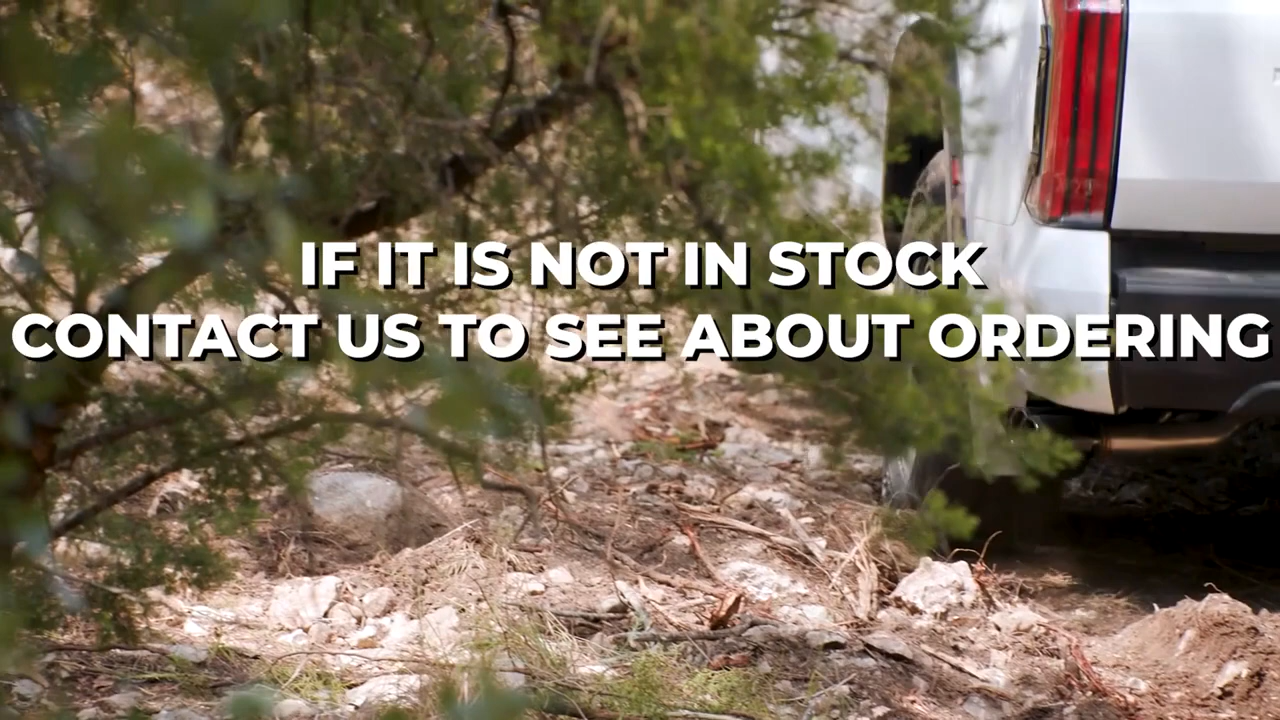 IF IT IS NOT IN STOCK
CONTACT US TO SEE ABOUT ORDERING